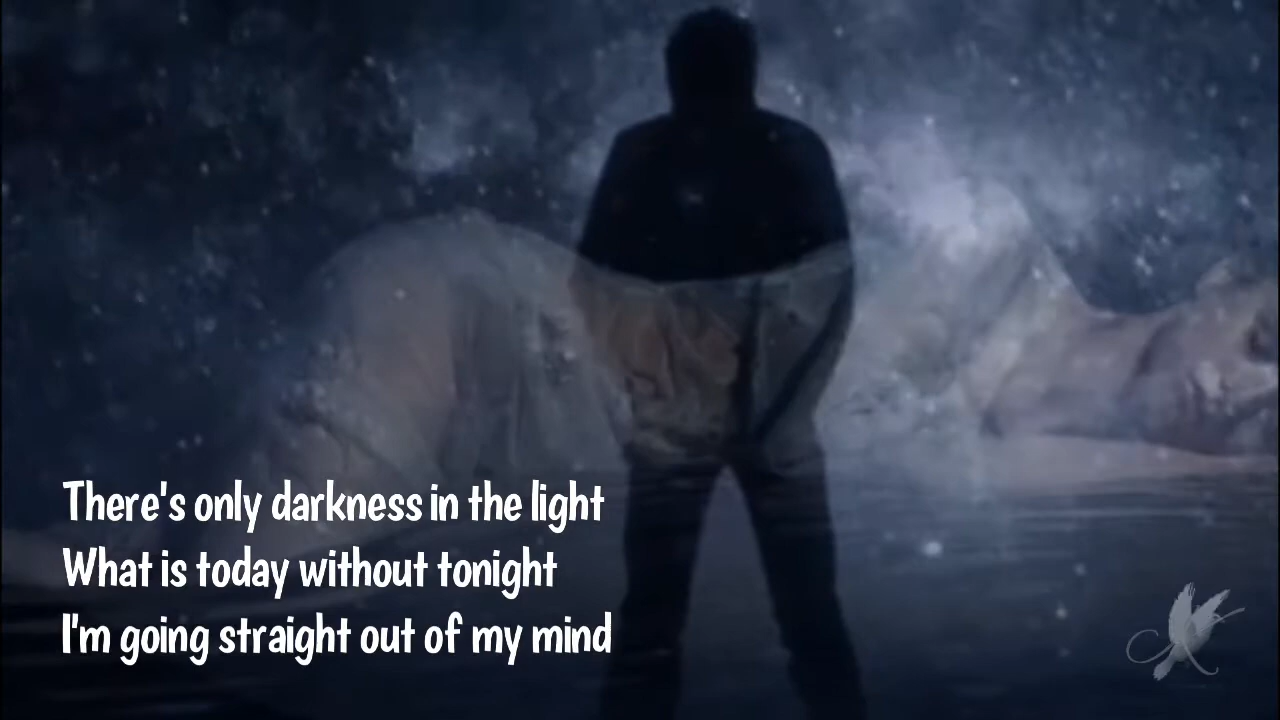 There's only darkness in the light
What is today without tonight
I'm going straight out of my mind